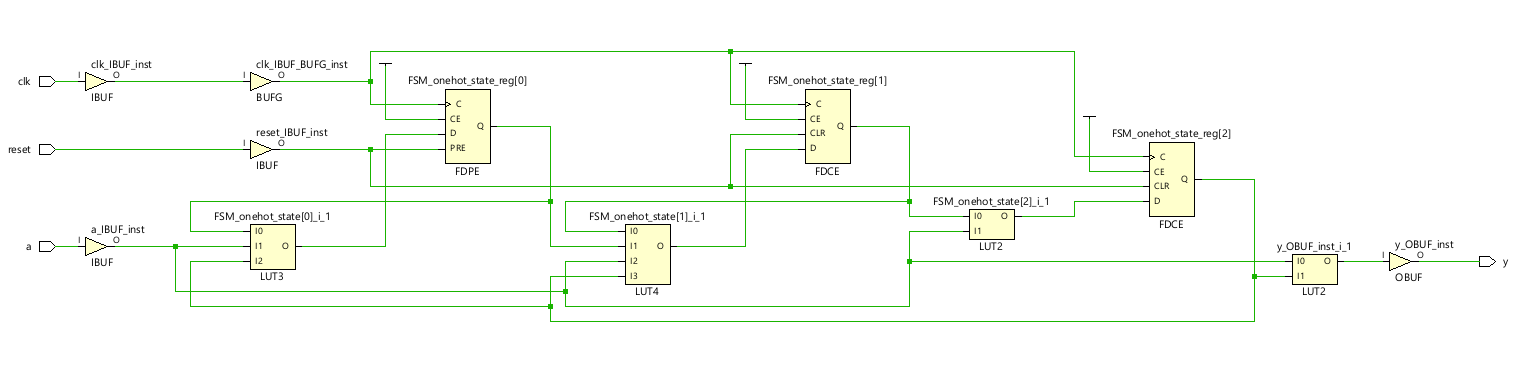 clk
I
clk_IBUF_inst
O
IBUF
I
clk_IBUF_BUFG_inst
O
BUFG
FSM_onehot_state_reg[0]
C
CE
D
PRE
Q
FDPE
FSM_onehot_state_reg[1]
C
CE
CLR
D
Q
FDCE
FSM_onehot_state_reg[2]
C
CE
CLR
D
Q
FDCE
reset
I
reset_IBUF_inst
O
IBUF
a
I
a_IBUF_inst
O
IBUF
FSM_onehot_state[0]_i_1
I0
I1
I2
O
LUT3
FSM_onehot_state[1]_i_1
I0
I1
I2
I3
O
LUT4
FSM_onehot_state[2]_i_1
I0
I1
O
LUT2
y_OBUF_inst_i_1
I0
I1
O
LUT2
y_OBUF_inst
I
O
OBUF
y